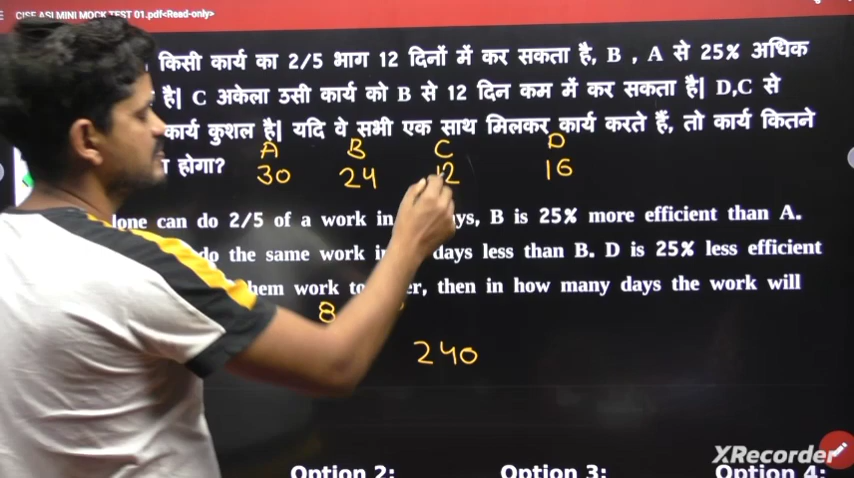 CISF ASI MINI MOCK TEST 01.pdf<Read-only>
किसी कार्य का 2/5 भाग 12 दिनों में कर सकता है, B , A से 25% अधिक
है| C अकेला उसी कार्य को B से 12 दिन कम में कर सकता है| D,C से
कार्य कुशल है| यदि वे सभी एक साथ मिलकर कार्य करते हैं, तो कार्य कितने
होगा?
A B C D
30 24 12 16
lone can do 2/5 of a work in ys, B is 25% more efficient than A.
do the same work i days less than B. D is 25% less efficient
hem work to er, then in how many days the work will
8
240
XRecorder
Option 2: Option 3: Option 4: